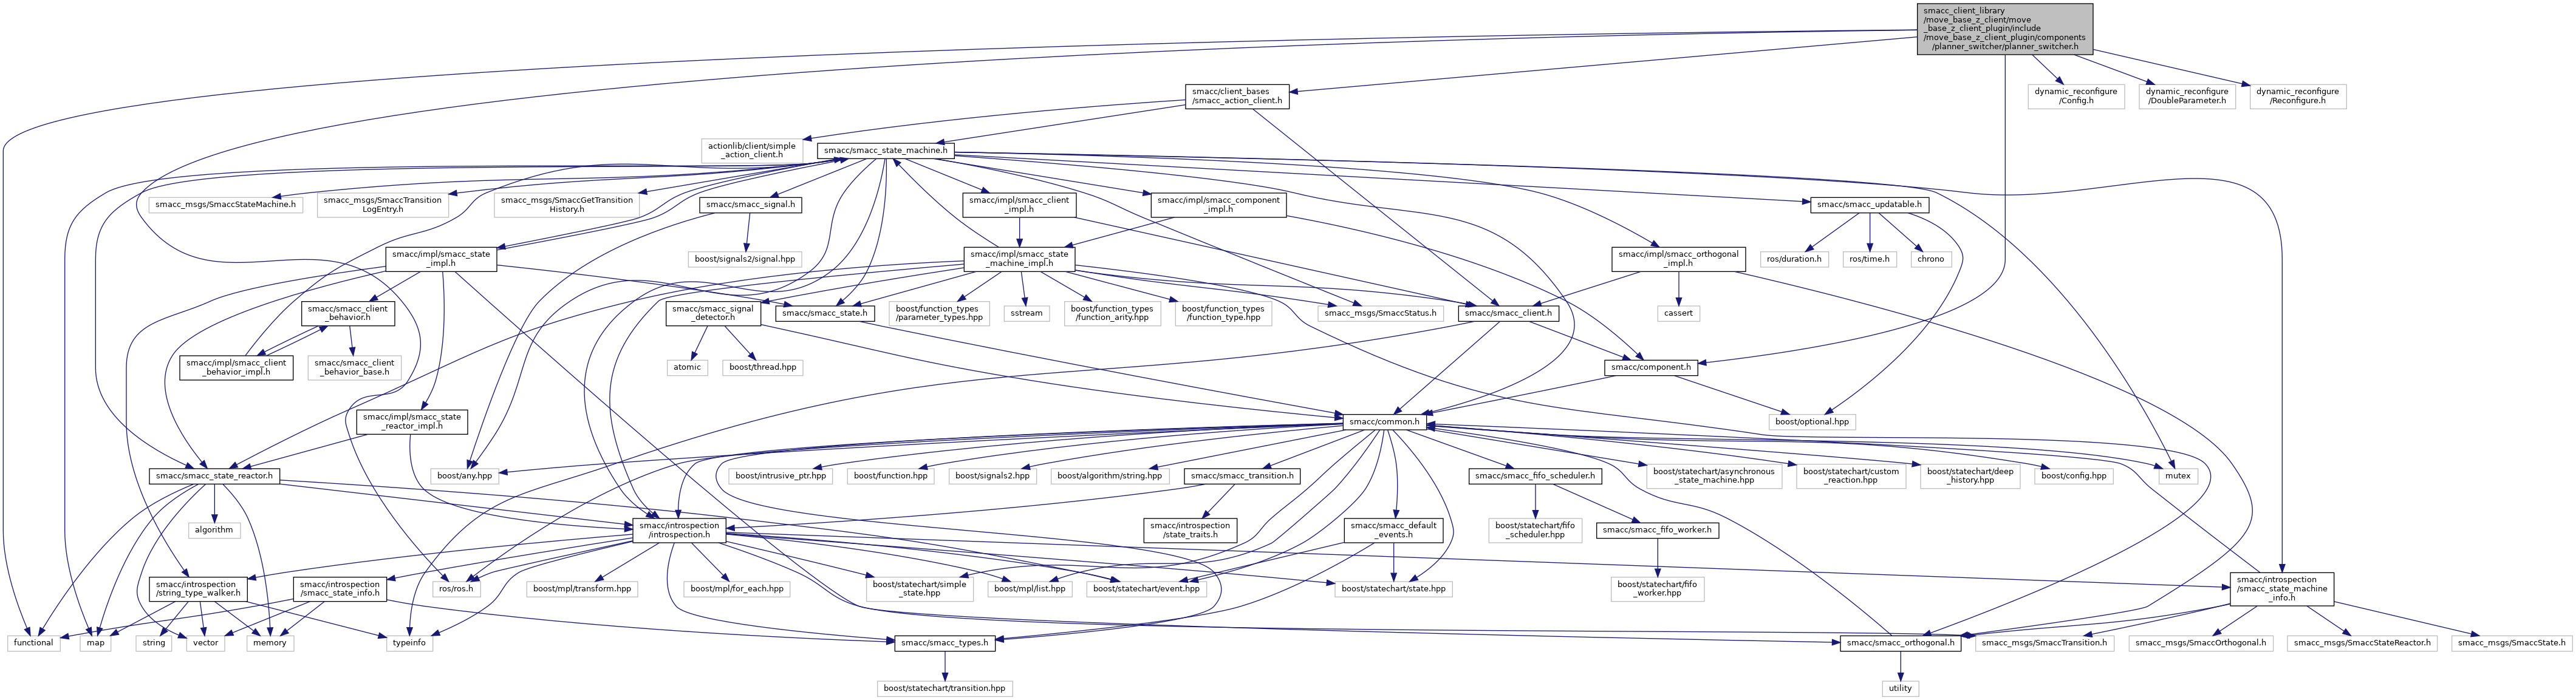 smacc_client_library
/move_base_z_client/move
_base_z_client_plugin/include
/move_base_z_client_plugin/components
/planner_switcher/planner_switcher.h
smacc/client_bases
/smacc_action_client.h
dynamic_reconfigure
/Config.h
dynamic_reconfigure
/DoubleParameter.h
dynamic_reconfigure
/Reconfigure.h
actionlib/client/simple
_action_client.h
smacc/smacc_state_machine.h
smacc_msgs/SmaccStateMachine.h
smacc_msgs/SmaccTransition
LogEntry.h
smacc_msgs/SmaccGetTransition
History.h
smacc/smacc_signal.h
smacc/impl/smacc_client
_impl.h
smacc/impl/smacc_component
_impl.h
smacc/smacc_updatable.h
smacc/impl/smacc_state
_impl.h
boost/signals2/signal.hpp
smacc/impl/smacc_state
_machine_impl.h
smacc/impl/smacc_orthogonal
_impl.h
ros/duration.h
ros/time.h
chrono
smacc/smacc_client
_behavior.h
smacc/smacc_signal
_detector.h
smacc/smacc_state.h
boost/function_types
/parameter_types.hpp
sstream
boost/function_types
/function_arity.hpp
boost/function_types
/function_type.hpp
smacc_msgs/SmaccStatus.h
smacc/smacc_client.h
cassert
smacc/impl/smacc_client
_behavior_impl.h
smacc/smacc_client
_behavior_base.h
atomic
boost/thread.hpp
smacc/component.h
smacc/impl/smacc_state
_reactor_impl.h
smacc/common.h
boost/optional.hpp
smacc/smacc_state_reactor.h
boost/any.hpp
boost/intrusive_ptr.hpp
boost/function.hpp
boost/signals2.hpp
boost/algorithm/string.hpp
smacc/smacc_transition.h
smacc/smacc_fifo_scheduler.h
boost/statechart/asynchronous
_state_machine.hpp
boost/statechart/custom
_reaction.hpp
boost/statechart/deep
_history.hpp
boost/config.hpp
mutex
algorithm
smacc/introspection
/introspection.h
smacc/introspection
/state_traits.h
smacc/smacc_default
_events.h
boost/statechart/fifo
_scheduler.hpp
smacc/smacc_fifo_worker.h
smacc/introspection
/string_type_walker.h
smacc/introspection
/smacc_state_info.h
ros/ros.h
boost/mpl/transform.hpp
boost/mpl/for_each.hpp
boost/statechart/simple
_state.hpp
boost/mpl/list.hpp
boost/statechart/event.hpp
boost/statechart/state.hpp
boost/statechart/fifo
_worker.hpp
smacc/introspection
/smacc_state_machine
_info.h
functional
map
string
vector
memory
typeinfo
smacc/smacc_types.h
smacc/smacc_orthogonal.h
smacc_msgs/SmaccTransition.h
smacc_msgs/SmaccOrthogonal.h
smacc_msgs/SmaccStateReactor.h
smacc_msgs/SmaccState.h
boost/statechart/transition.hpp
utility